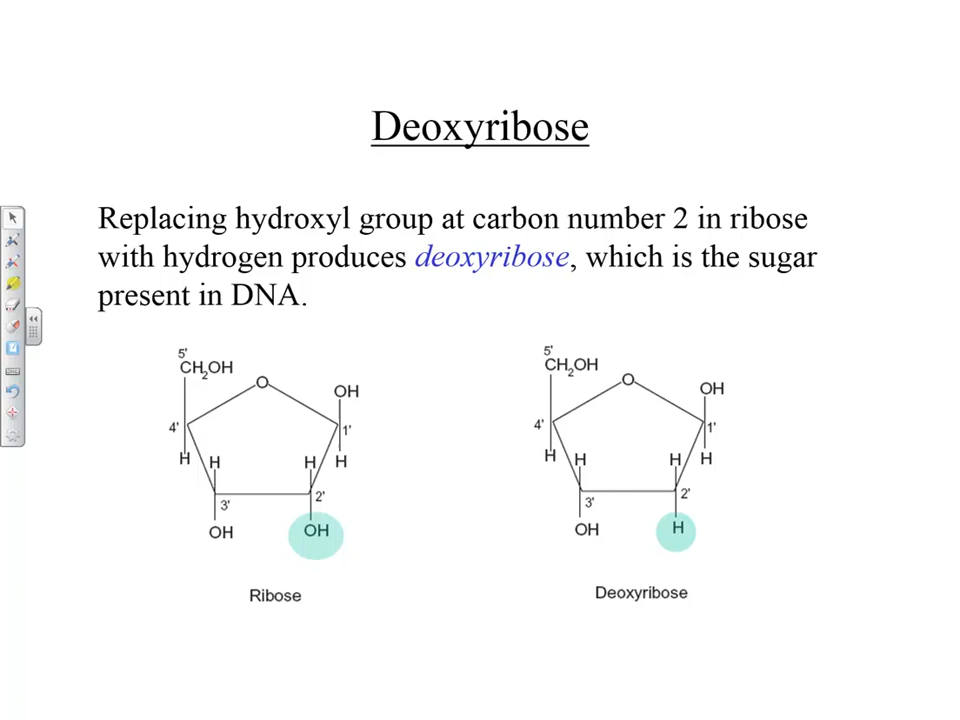 Deoxyribose
Replacing hydroxyl group at carbon number 2 in ribose
with hydrogen produces deoxyribose, which is the sugar
present in DNA.
5'
CH2OH
O
OH
4'
1'
H
H
H
H
3'
2'
OH
OH
Ribose
5'
CH2OH
O
OH
4'
1'
H
H
H
H
3'
2'
OH
H
Deoxyribose